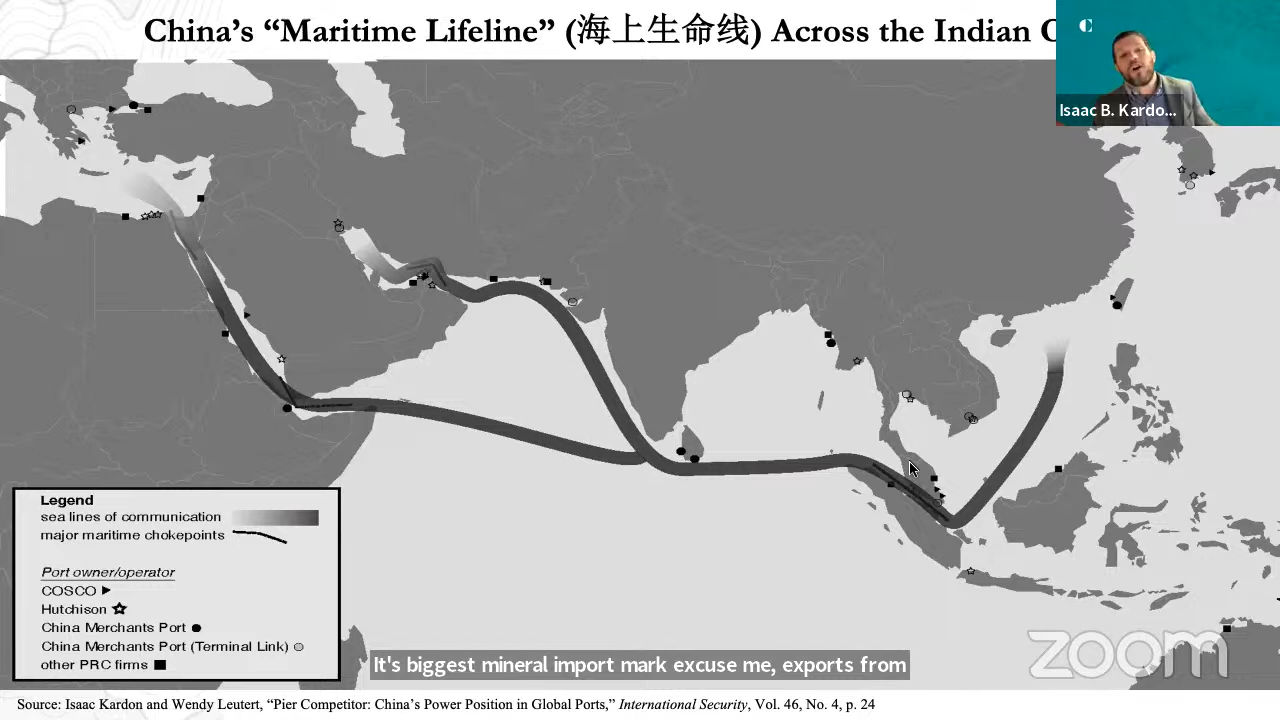 China's “Maritime Lifeline” (海上生命线) Across the Indian
C
Isaac B. Kardo...
Legend
sea lines of communication
major maritime chokepoints
Port owner/operator
COSCO
Hutchison
China Merchants Port
China Merchants Port (Terminal Link)
other PRC firms
zoom
It's biggest mineral import mark excuse me, exports from
Source: Isaac Kardon and Wendy Leutert, “Pier Competitor: China's Power Position in Global Ports,” International Security, Vol. 46, No. 4, p. 24